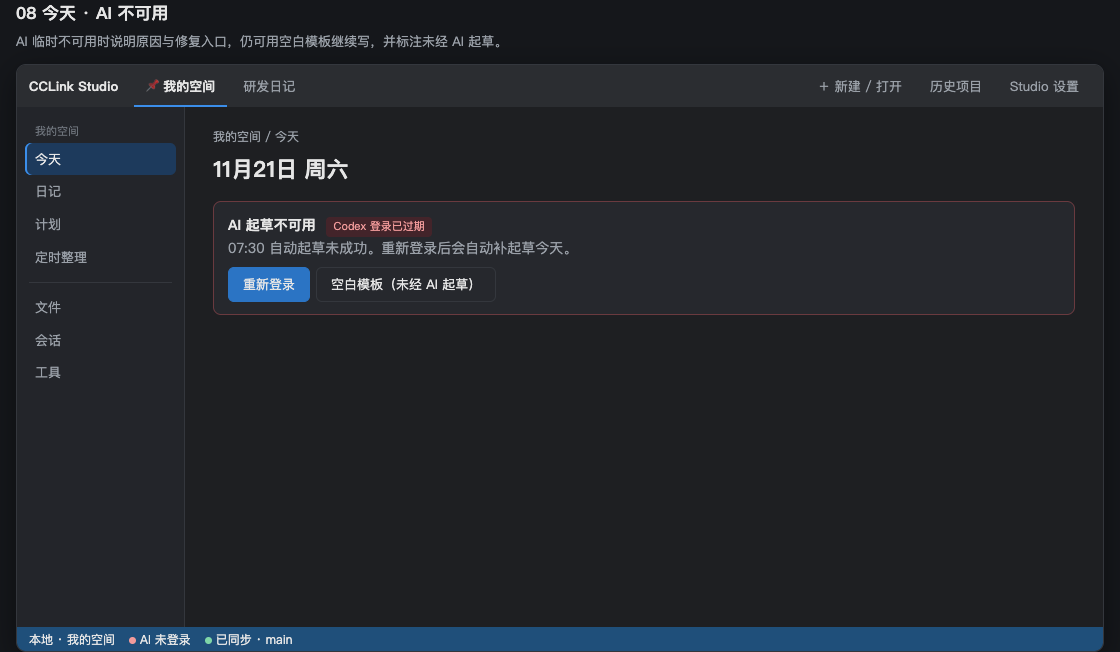 08 今天 · AI 不可用
AI 临时不可用时说明原因与修复入口，仍可用空白模板继续写，并标注未经 AI 起草。
CCLink Studio
我的空间
研发日记
+ 新建 / 打开
历史项目
Studio 设置
我的空间
今天
日记
计划
定时整理
文件
会话
工具
我的空间 / 今天
11月21日 周六
AI 起草不可用 Codex 登录已过期
07:30 自动起草未成功。重新登录后会自动补起草今天。
重新登录
空白模板（未经 AI 起草）
本地 · 我的空间
AI 未登录
已同步 · main